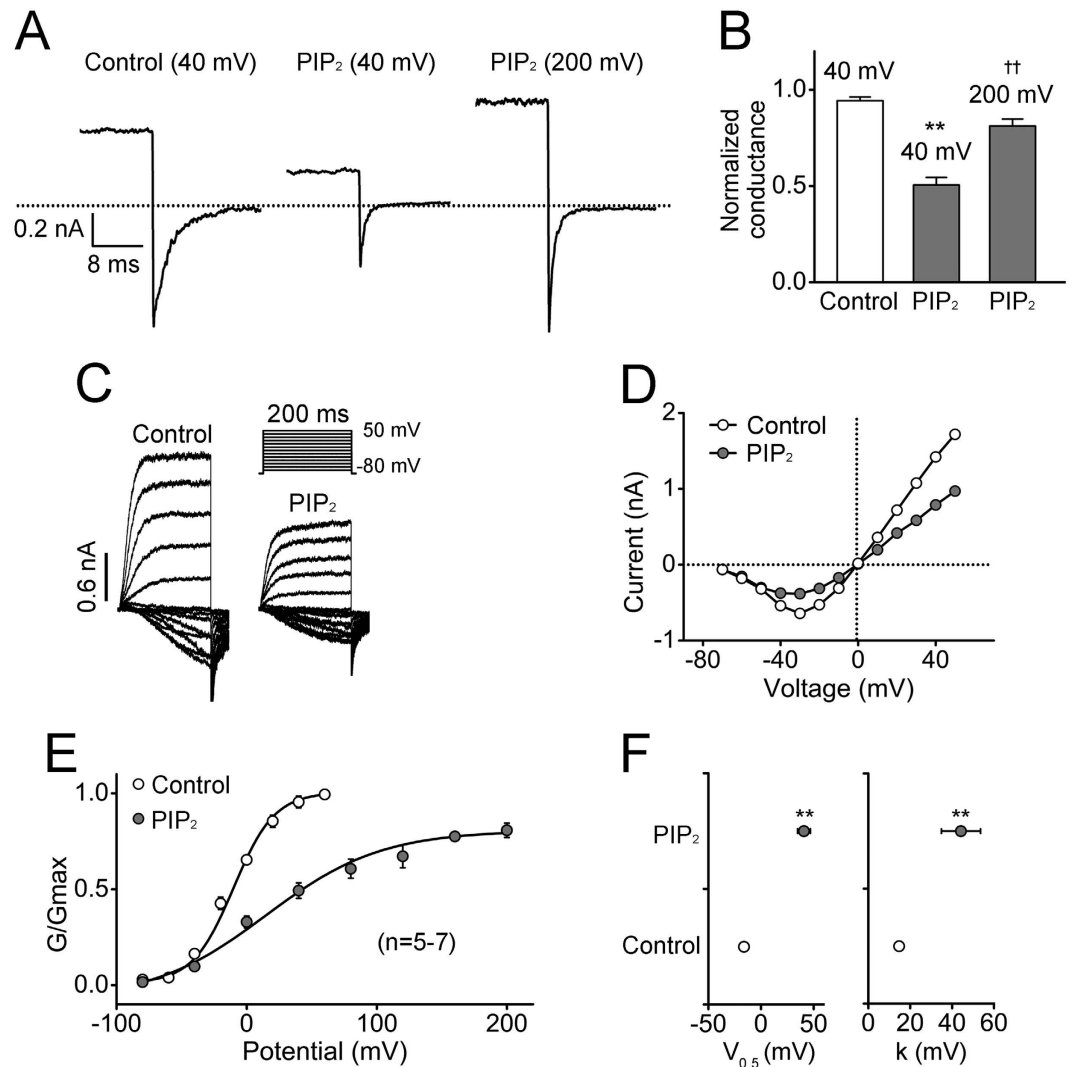 A
Control (40 mV)
PIP₂ (40 mV)
PIP₂ (200 mV)
0.2 nA
8 ms
B
Normalized
conductance
1.0
0.5
0.0
40 mV
**
40 mV
††
200 mV
Control
PIP₂
PIP₂
C
Control
200 ms
50 mV
-80 mV
PIP₂
0.6 nA
D
Control
PIP₂
Current (nA)
2
1
0
-1
-80
-40
0
40
Voltage (mV)
E
Control
PIP₂
G/Gmax
1.0
0.5
0.0
(n=5-7)
-100
0
100
200
Potential (mV)
F
PIP₂
Control
**
**
-50
0
50
V₀.₅ (mV)
0
20
40
60
k (mV)